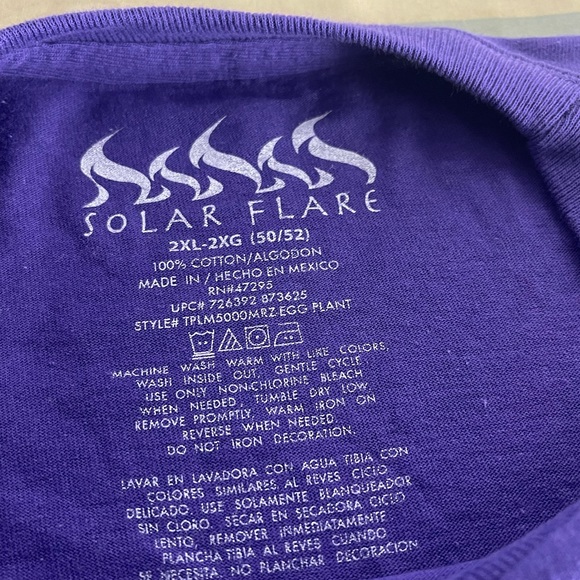 SOLAR FLARE
2XL-2XG (50/52)
100% COTTON/ALGODON
MADE IN / HECHO EN MEXICO
RN#47295
UPC# 726392 873625
STYLE# TPLM5000MRZ EGG PLANT
MACHINE WASH WARM WITH LIKE COLORS,
WASH INSIDE OUT, GENTLE CYCLE
USE ONLY NON-CHLORINE BLEACH
WHEN NEEDED, TUMBLE DRY LOW
REMOVE PROMPTLY, WARM IRON ON
REVERSE WHEN NEEDED
DO NOT IRON DECORATION.
LAVAR EN LAVADORA CON AGUA TIBIA CON
COLORES SIMILARES, AL REVES CICLO
DELICADO. USE SOLAMENTE BLANQUEADOR
SIN CLORO. SECAR EN SECADORA CICLO
LENTO, REMOVER INMEDIATAMENTE
PLANCHA TIBIA AL REVES CUANDO
SE NECESITE, NO PLANCHAR DECORACION